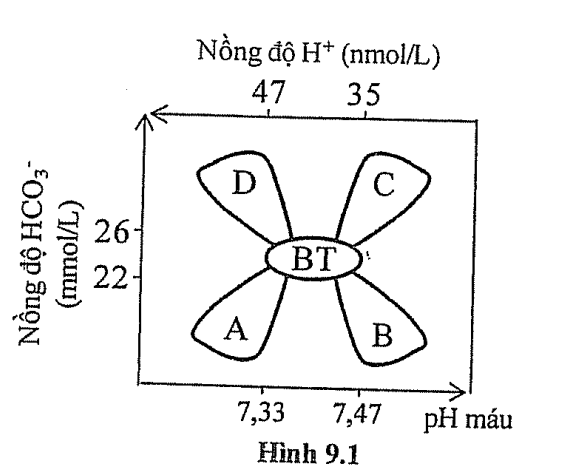 Nồng độ H⁺ (nmol/L)
47 35
Nồng độ HCO₃⁻
(mmol/L)
D C
26
BT
22
A B
7,33 7,47 pH máu
Hình 9.1